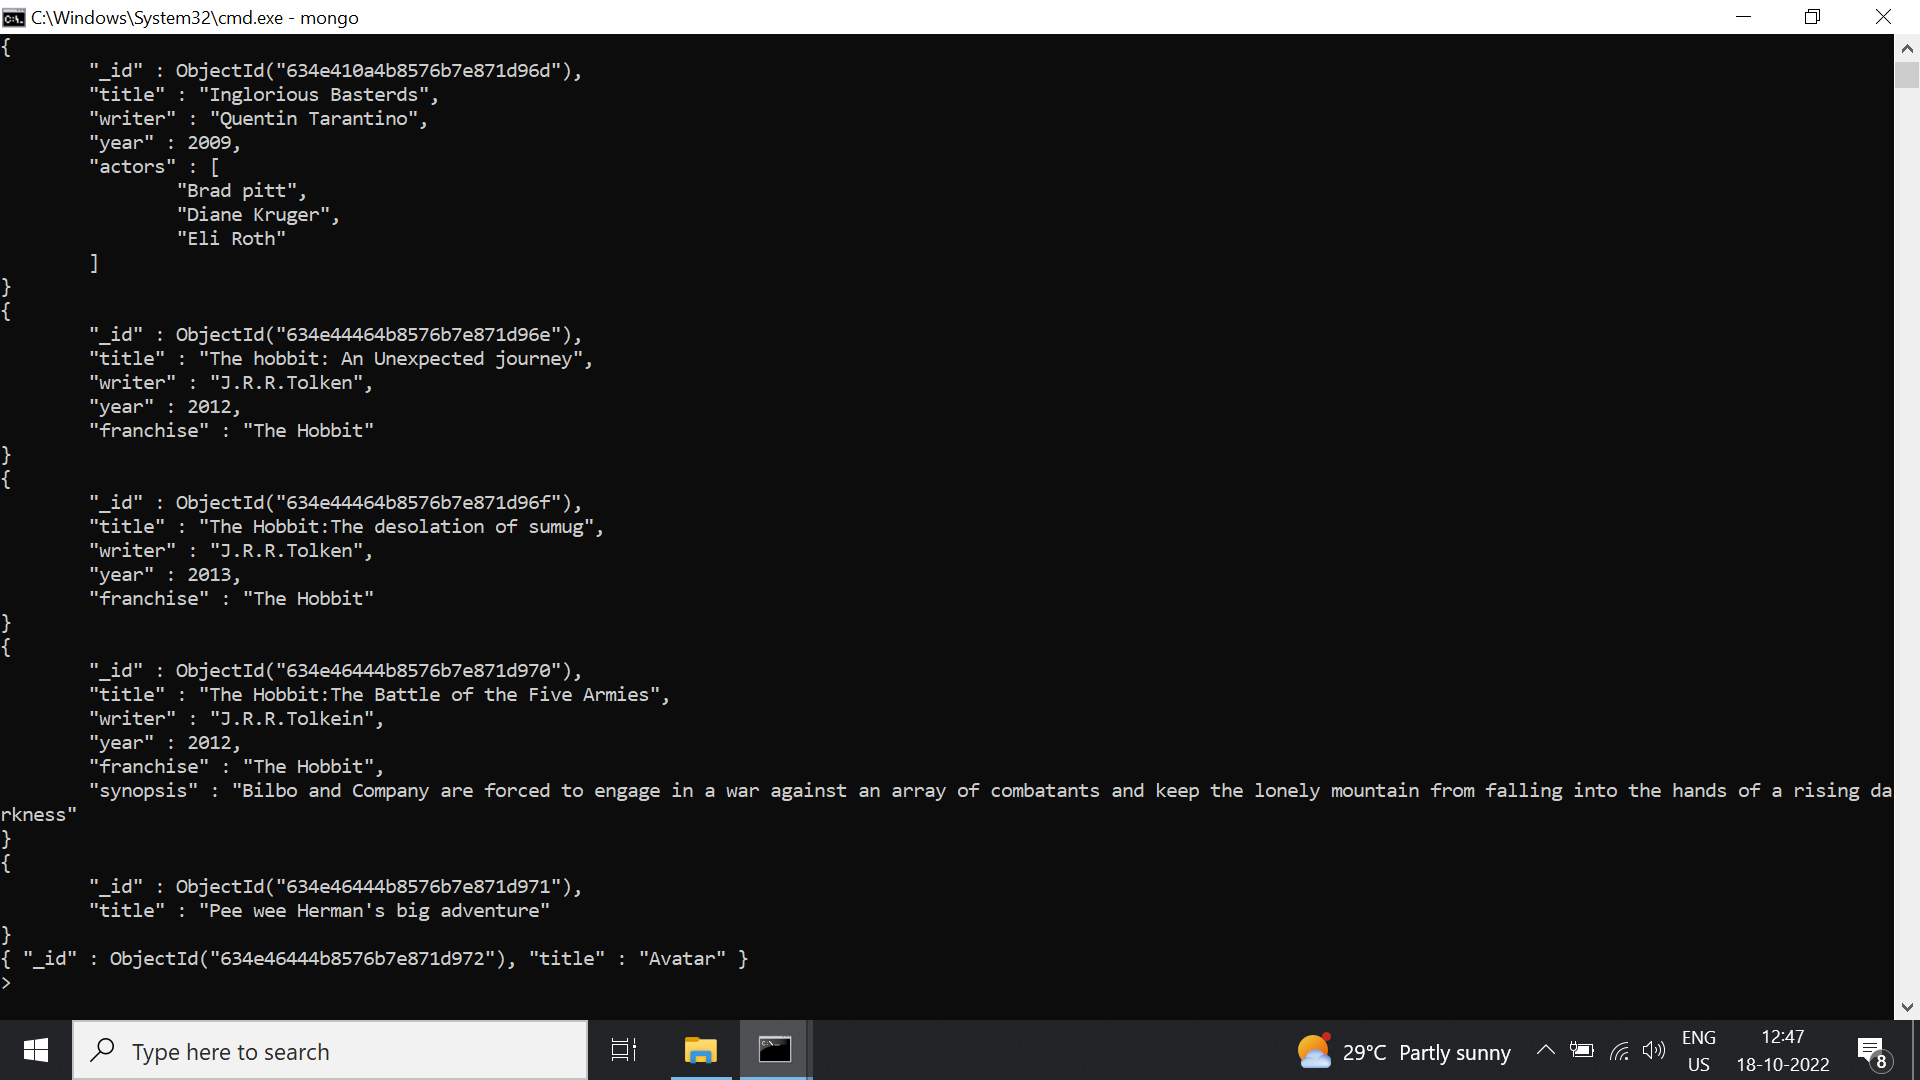 C:\Windows\System32\cmd.exe - mongo
{
"_id" : ObjectId("634e410a4b8576b7e871d96d"),
"title" : "Inglorious Basterds",
"writer" : "Quentin Tarantino",
"year" : 2009,
"actors" : [
"Brad pitt",
"Diane Kruger",
"Eli Roth"
]
}
{
"_id" : ObjectId("634e44464b8576b7e871d96e"),
"title" : "The hobbit: An Unexpected journey",
"writer" : "J.R.R.Tolken",
"year" : 2012,
"franchise" : "The Hobbit"
}
{
"_id" : ObjectId("634e44464b8576b7e871d96f"),
"title" : "The Hobbit:The desolation of sumug",
"writer" : "J.R.R.Tolken",
"year" : 2013,
"franchise" : "The Hobbit"
}
{
"_id" : ObjectId("634e46444b8576b7e871d970"),
"title" : "The Hobbit:The Battle of the Five Armies",
"writer" : "J.R.R.Tolkein",
"year" : 2012,
"franchise" : "The Hobbit",
"synopsis" : "Bilbo and Company are forced to engage in a war against an array of combatants and keep the lonely mountain from falling into the hands of a rising da
rkness"
}
{
"_id" : ObjectId("634e46444b8576b7e871d971"),
"title" : "Pee wee Herman's big adventure"
}
{ "_id" : ObjectId("634e46444b8576b7e871d972"), "title" : "Avatar" }
>
Type here to search
29°C Partly sunny
ENG
US
12:47
18-10-2022
8